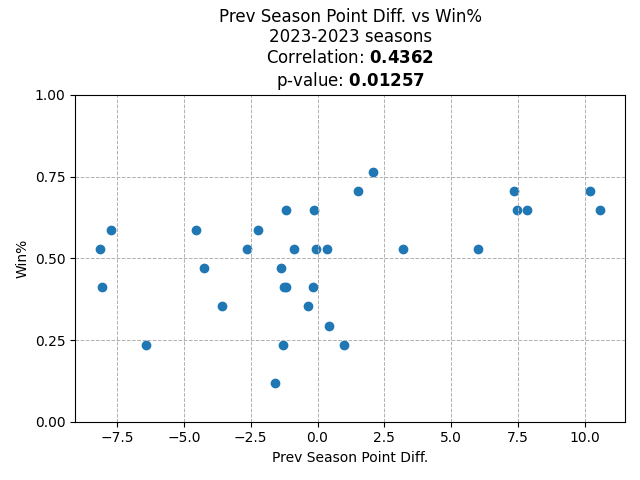 Prev Season Point Diff. vs Win%
2023-2023 seasons
Correlation: 0.4362
p-value: 0.01257
1.00
0.75
0.50
0.25
0.00
Win%
−7.5 −5.0 −2.5 0.0 2.5 5.0 7.5 10.0
Prev Season Point Diff.